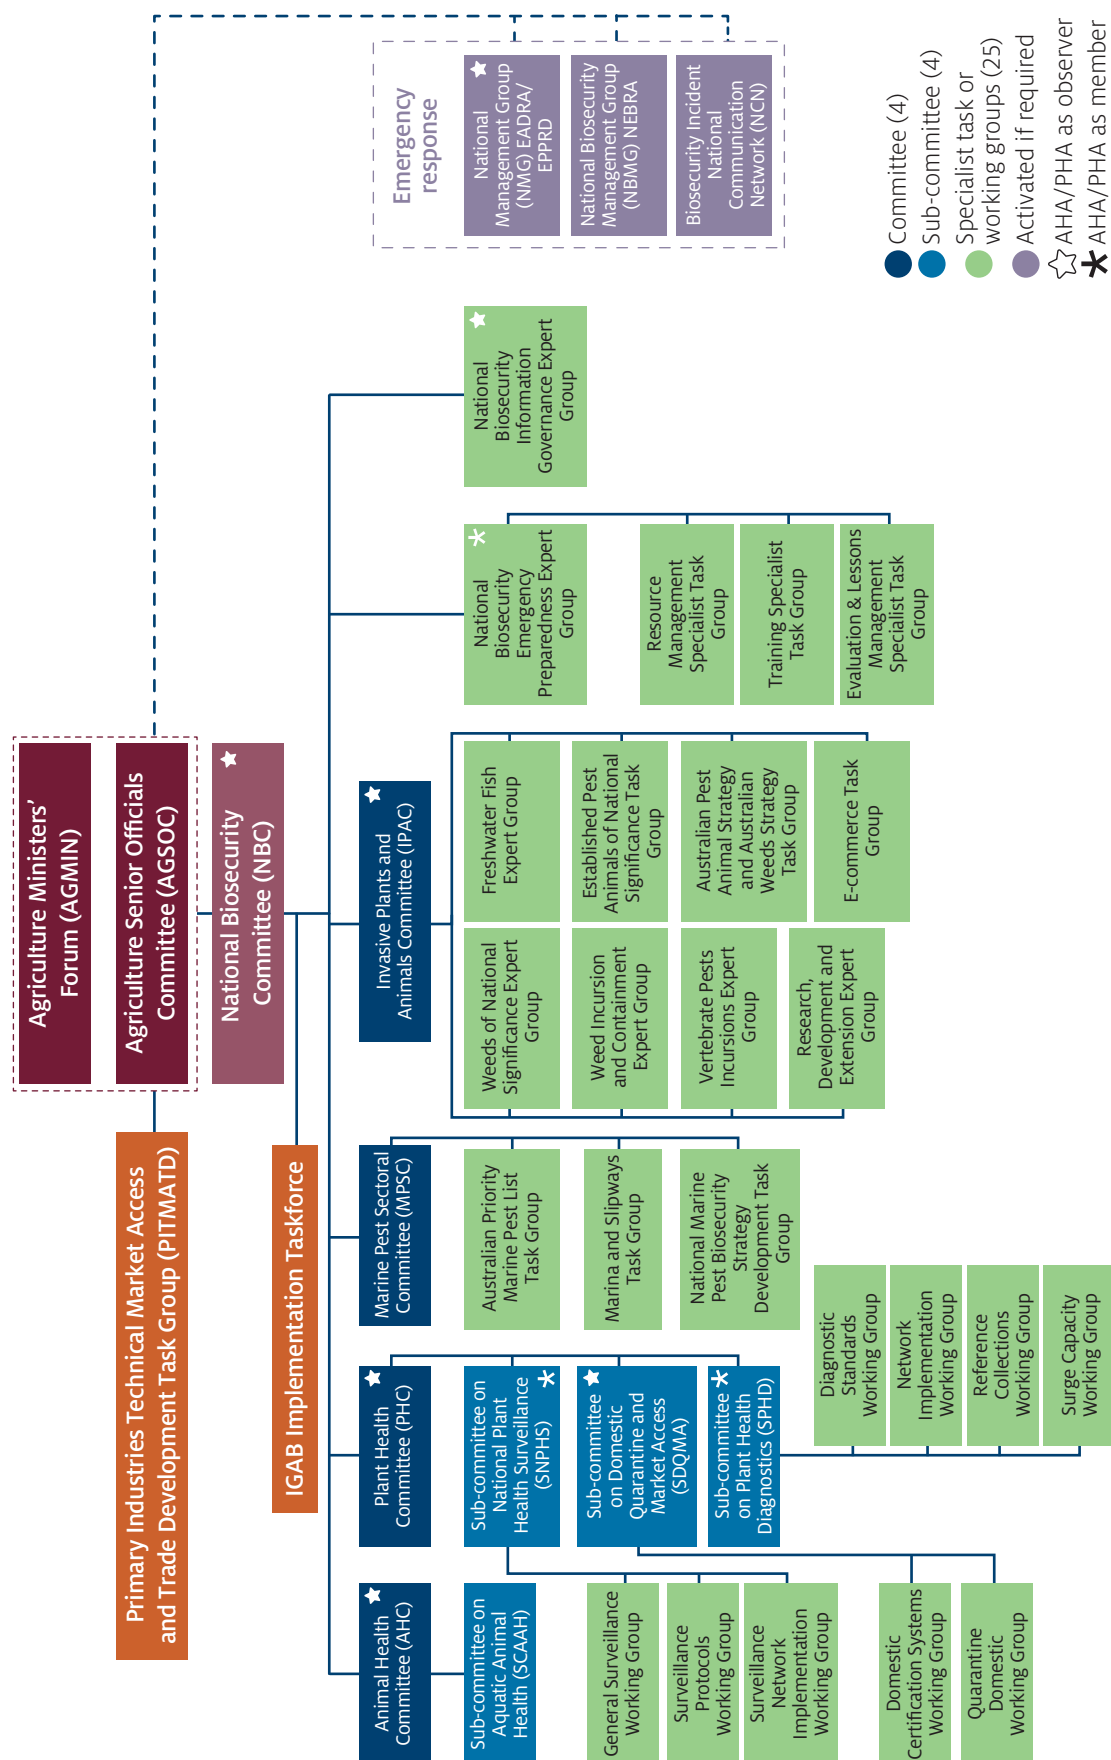 Agriculture Ministers’
Forum (AGMIN)
Primary Industries Technical Market Access
and Trade Development Task Group (PITMATD)
Agriculture Senior Officials
Committee (AGSOC)
National Biosecurity
Committee (NBC)
IGAB Implementation Taskforce
Animal Health
Committee (AHC)
Sub-committee on
Aquatic Animal
Health (SCAAH)
Plant Health
Committee (PHC)
Sub-committee on
National Plant
Health Surveillance
(SNPHS)
General Surveillance
Working Group
Surveillance
Protocols
Working Group
Surveillance
Network
Implementation
Working Group
Sub-committee
on Domestic
Quarantine and
Market Access
(SDQMA)
Domestic
Certification Systems
Working Group
Quarantine
Domestic
Working Group
Sub-committee
on Plant Health
Diagnostics (SPHD)
Diagnostic
Standards
Working Group
Network
Implementation
Working Group
Reference
Collections
Working Group
Surge Capacity
Working Group
Marine Pest Sectoral
Committee (MPSC)
Australian Priority
Marine Pest List
Task Group
Marina and Slipways
Task Group
National Marine
Pest Biosecurity
Strategy
Development Task
Group
Invasive Plants and
Animals Committee (IPAC)
Weeds of National
Significance Expert
Group
Weed Incursion
and Containment
Expert Group
Vertebrate Pests
Incursions Expert
Group
Research,
Development and
Extension Expert
Group
Freshwater Fish
Expert Group
Established Pest
Animals of National
Significance Task
Group
Australian Pest
Animal Strategy
and Australian
Weeds Strategy
Task Group
E-commerce Task
Group
National
Biosecurity
Emergency
Preparedness Expert
Group
Resource
Management
Specialist Task
Group
Training Specialist
Task Group
Evaluation & Lessons
Management
Specialist Task
Group
National
Biosecurity
Information
Governance Expert
Group
Emergency
response
National
Management Group
(NMG) EADRA/
EPPRD
National Biosecurity
Management Group
(NBMG) NEBRA
Biosecurity Incident
National
Communication
Network (NCN)
Committee (4)
Sub-committee (4)
Specialist task or
working groups (25)
Activated if required
AHA/PHA as observer
AHA/PHA as member